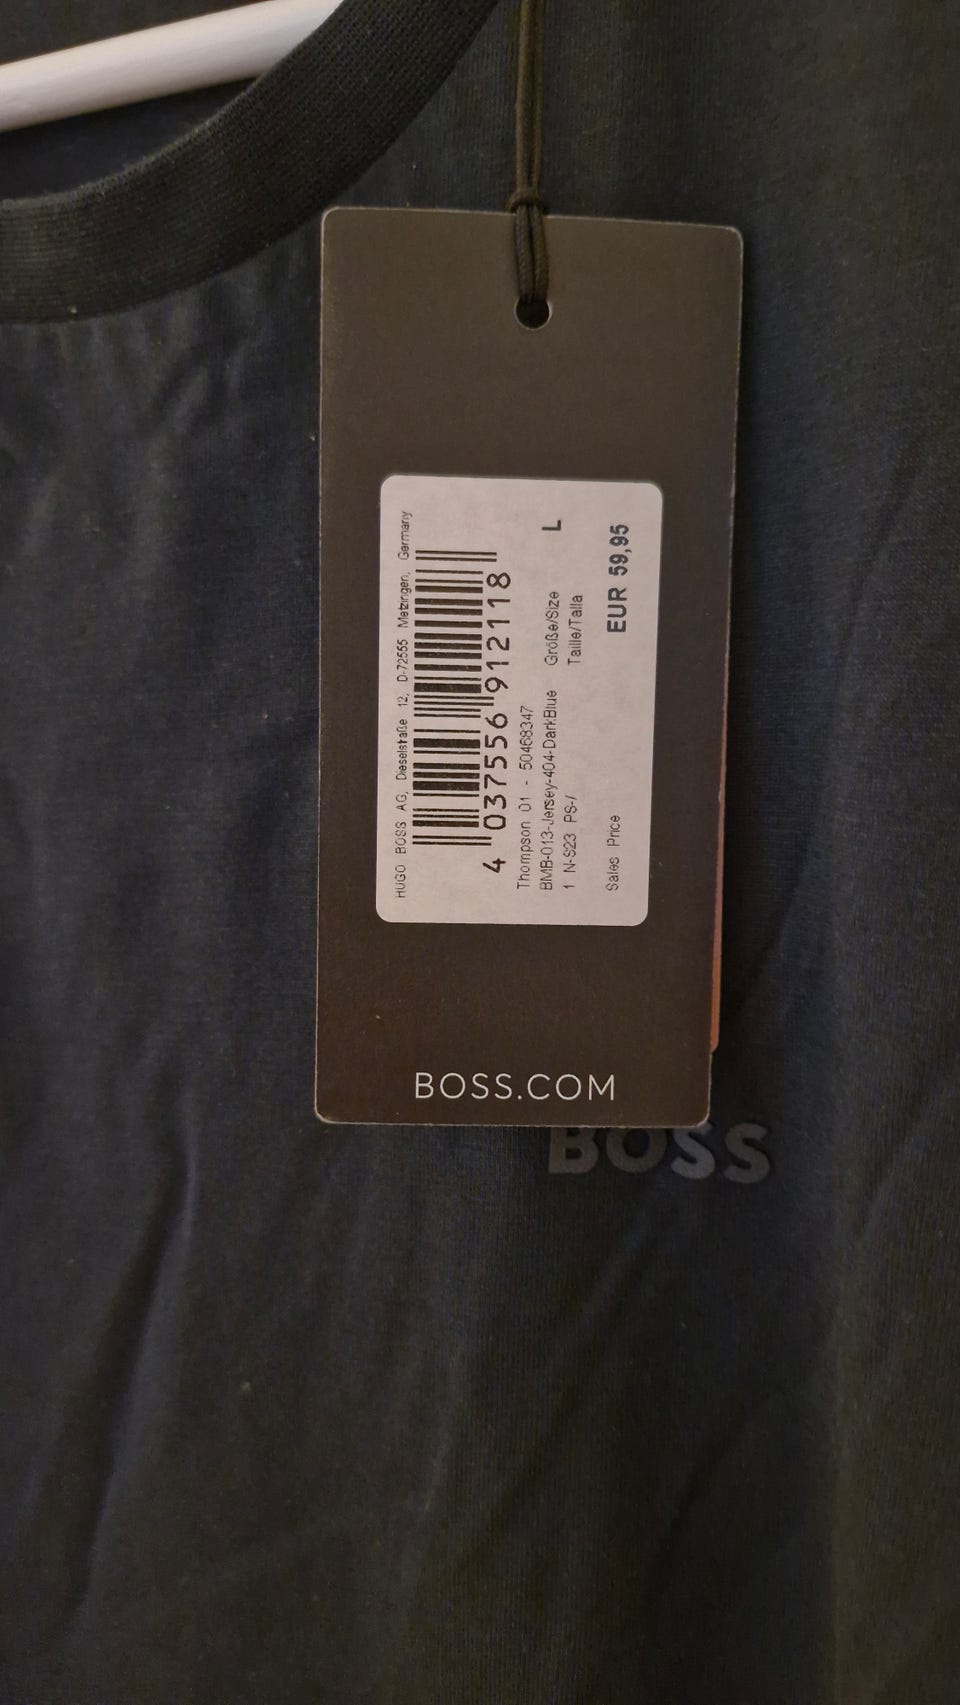 HUGO BOSS AG, Dieselstraße 12, D-72555 Metzingen, Germany
4 037556 912118
Thompson 01 - 50468347
BMB-013-Jersey-404-DarkBlue Größe/Size L
1 N-S23 PS-/ Taille/Talla
Sales Price EUR 59,95
BOSS.COM
BOSS